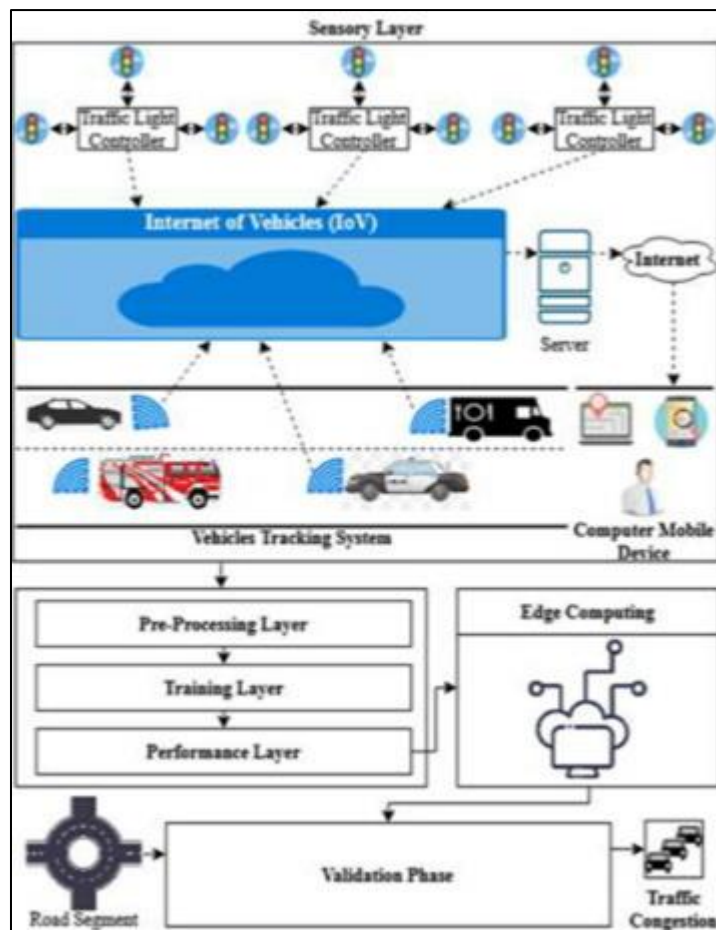 Sensory Layer
Traffic Light
Controller
Traffic Light
Controller
Traffic Light
Controller
Internet of Vehicles (IoV)
Internet
Server
Vehicles Tracking System
Computer Mobile
Device
Pre-Processing Layer
Training Layer
Performance Layer
Edge Computing
Validation Phase
Road Segment
Traffic
Congestion